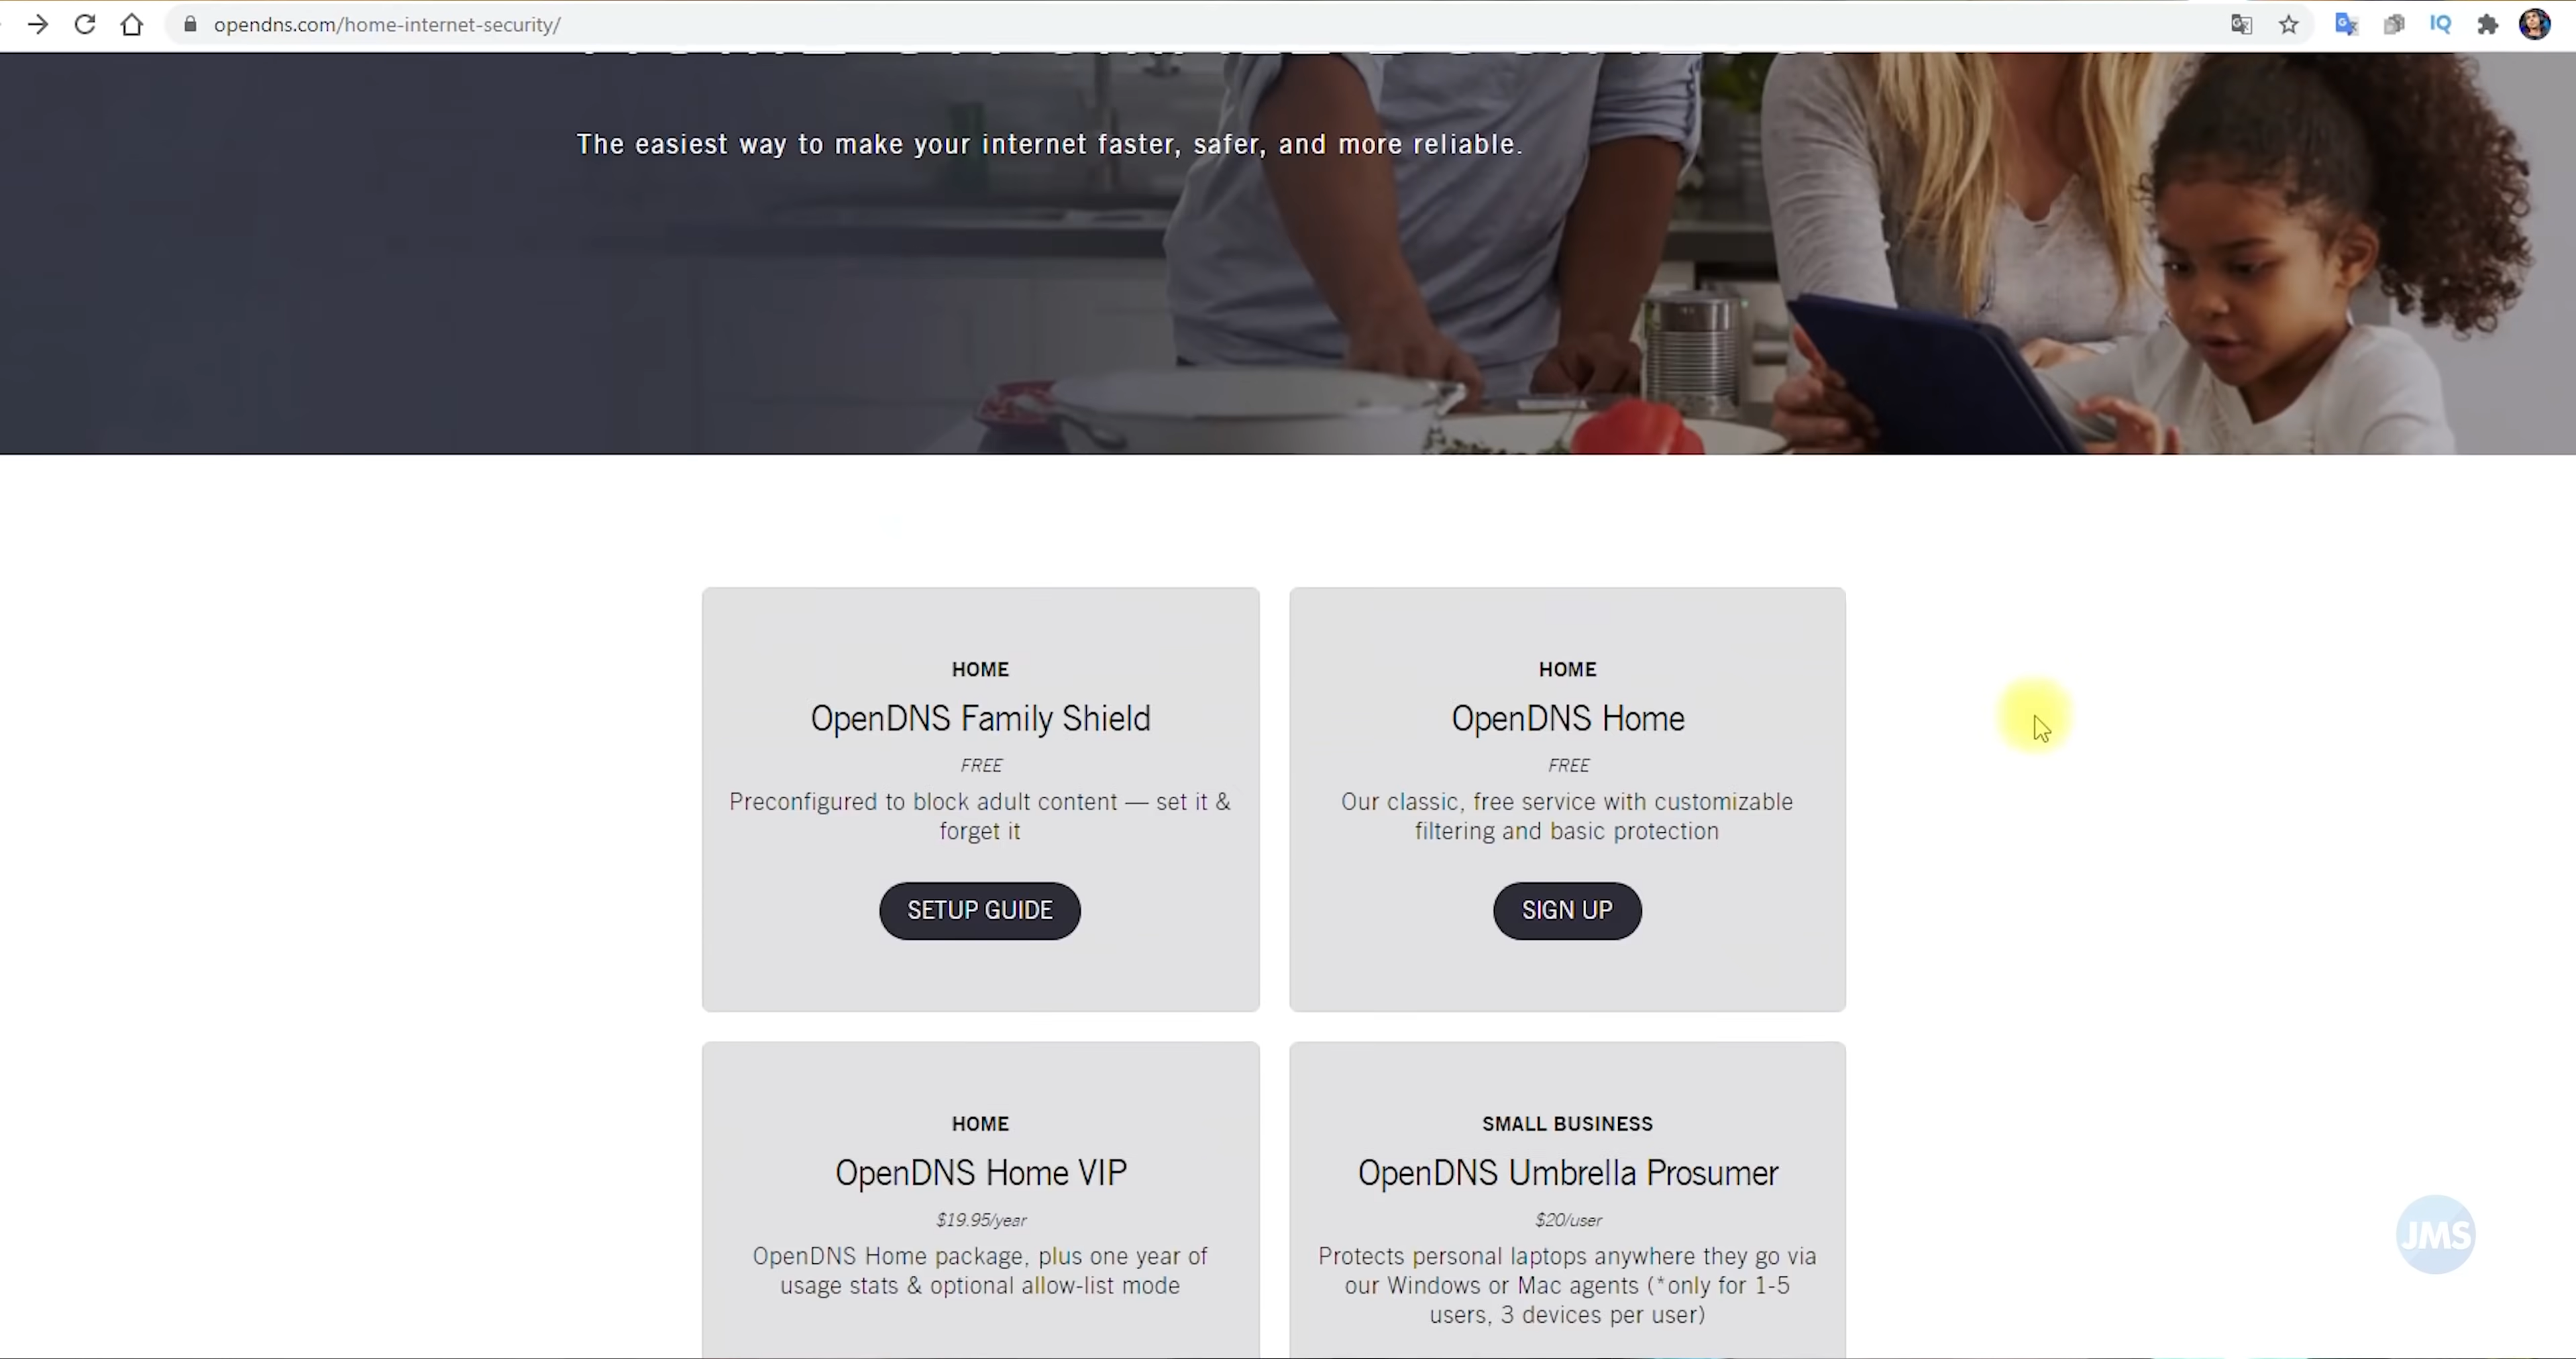 opendns.com/home-internet-security/
IQ
The easiest way to make your internet faster, safer, and more reliable.
HOME
OpenDNS Family Shield
FREE
Preconfigured to block adult content — set it &
forget it
SETUP GUIDE
HOME
OpenDNS Home
FREE
Our classic, free service with customizable
filtering and basic protection
SIGN UP
HOME
OpenDNS Home VIP
$19.95/year
OpenDNS Home package, plus one year of
usage stats & optional allow-list mode
SMALL BUSINESS
OpenDNS Umbrella Prosumer
$20/user
Protects personal laptops anywhere they go via
our Windows or Mac agents (*only for 1-5
users, 3 devices per user)
JMS